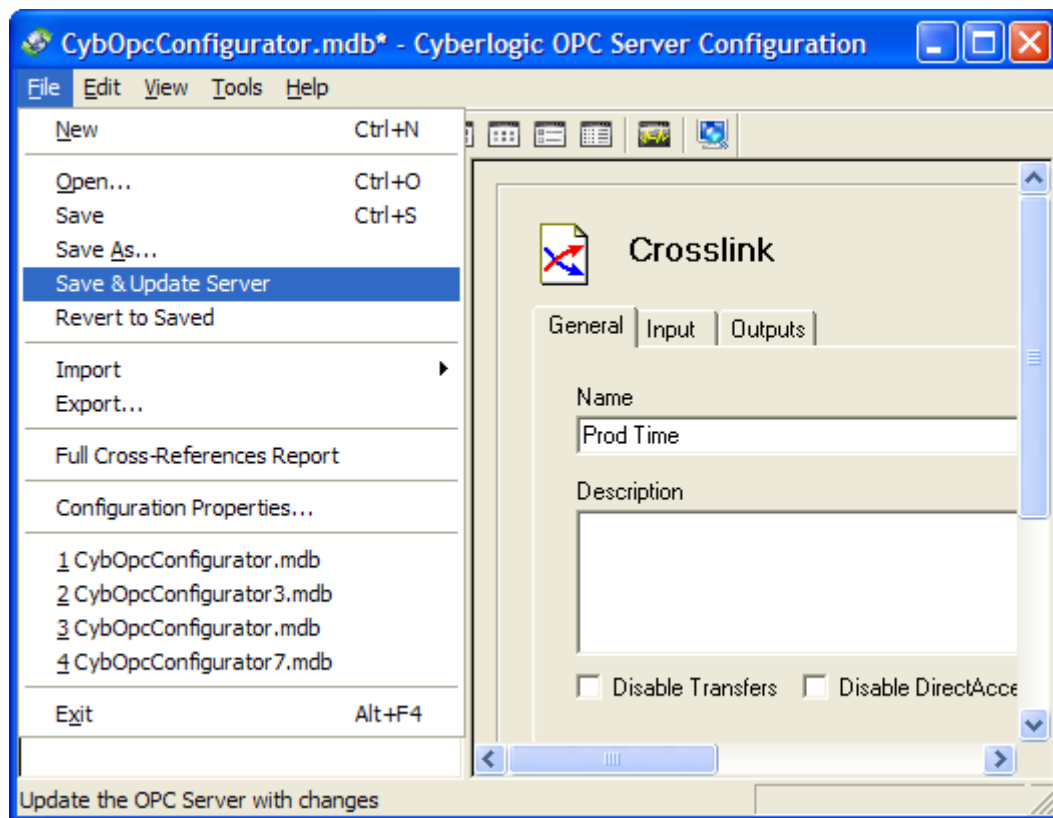 CybOpcConfigurator.mdb* - Cyberlogic OPC Server Configuration
File Edit View Tools Help
New Ctrl+N
Open... Ctrl+O
Save Ctrl+S
Save As...
Save & Update Server
Revert to Saved
Import
Export...
Full Cross-References Report
Configuration Properties...
1 CybOpcConfigurator.mdb
2 CybOpcConfigurator3.mdb
3 CybOpcConfigurator.mdb
4 CybOpcConfigurator7.mdb
Exit Alt+F4
Crosslink
General Input Outputs
Name
Prod Time
Description
Disable Transfers Disable DirectAcce
Update the OPC Server with changes